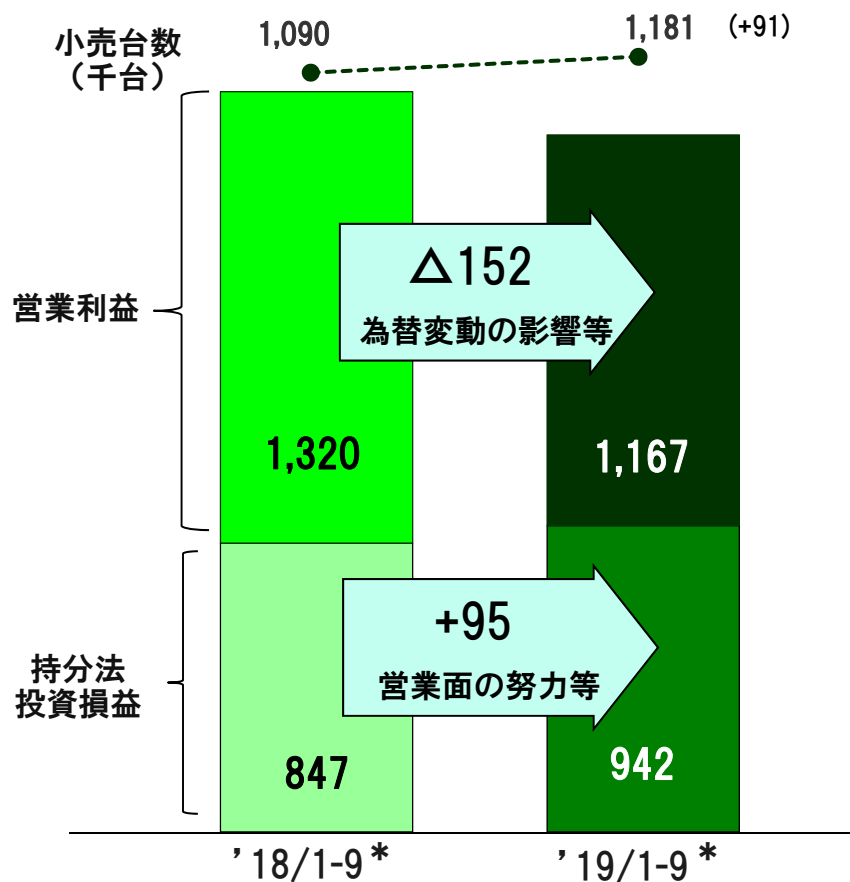 小売台数
（千台）
1,090
1,181
（+91）
営業利益
△152
為替変動の影響等
1,320
1,167
持分法
投資損益
+95
営業面の努力等
847
942
’18/1-9*
’19/1-9*